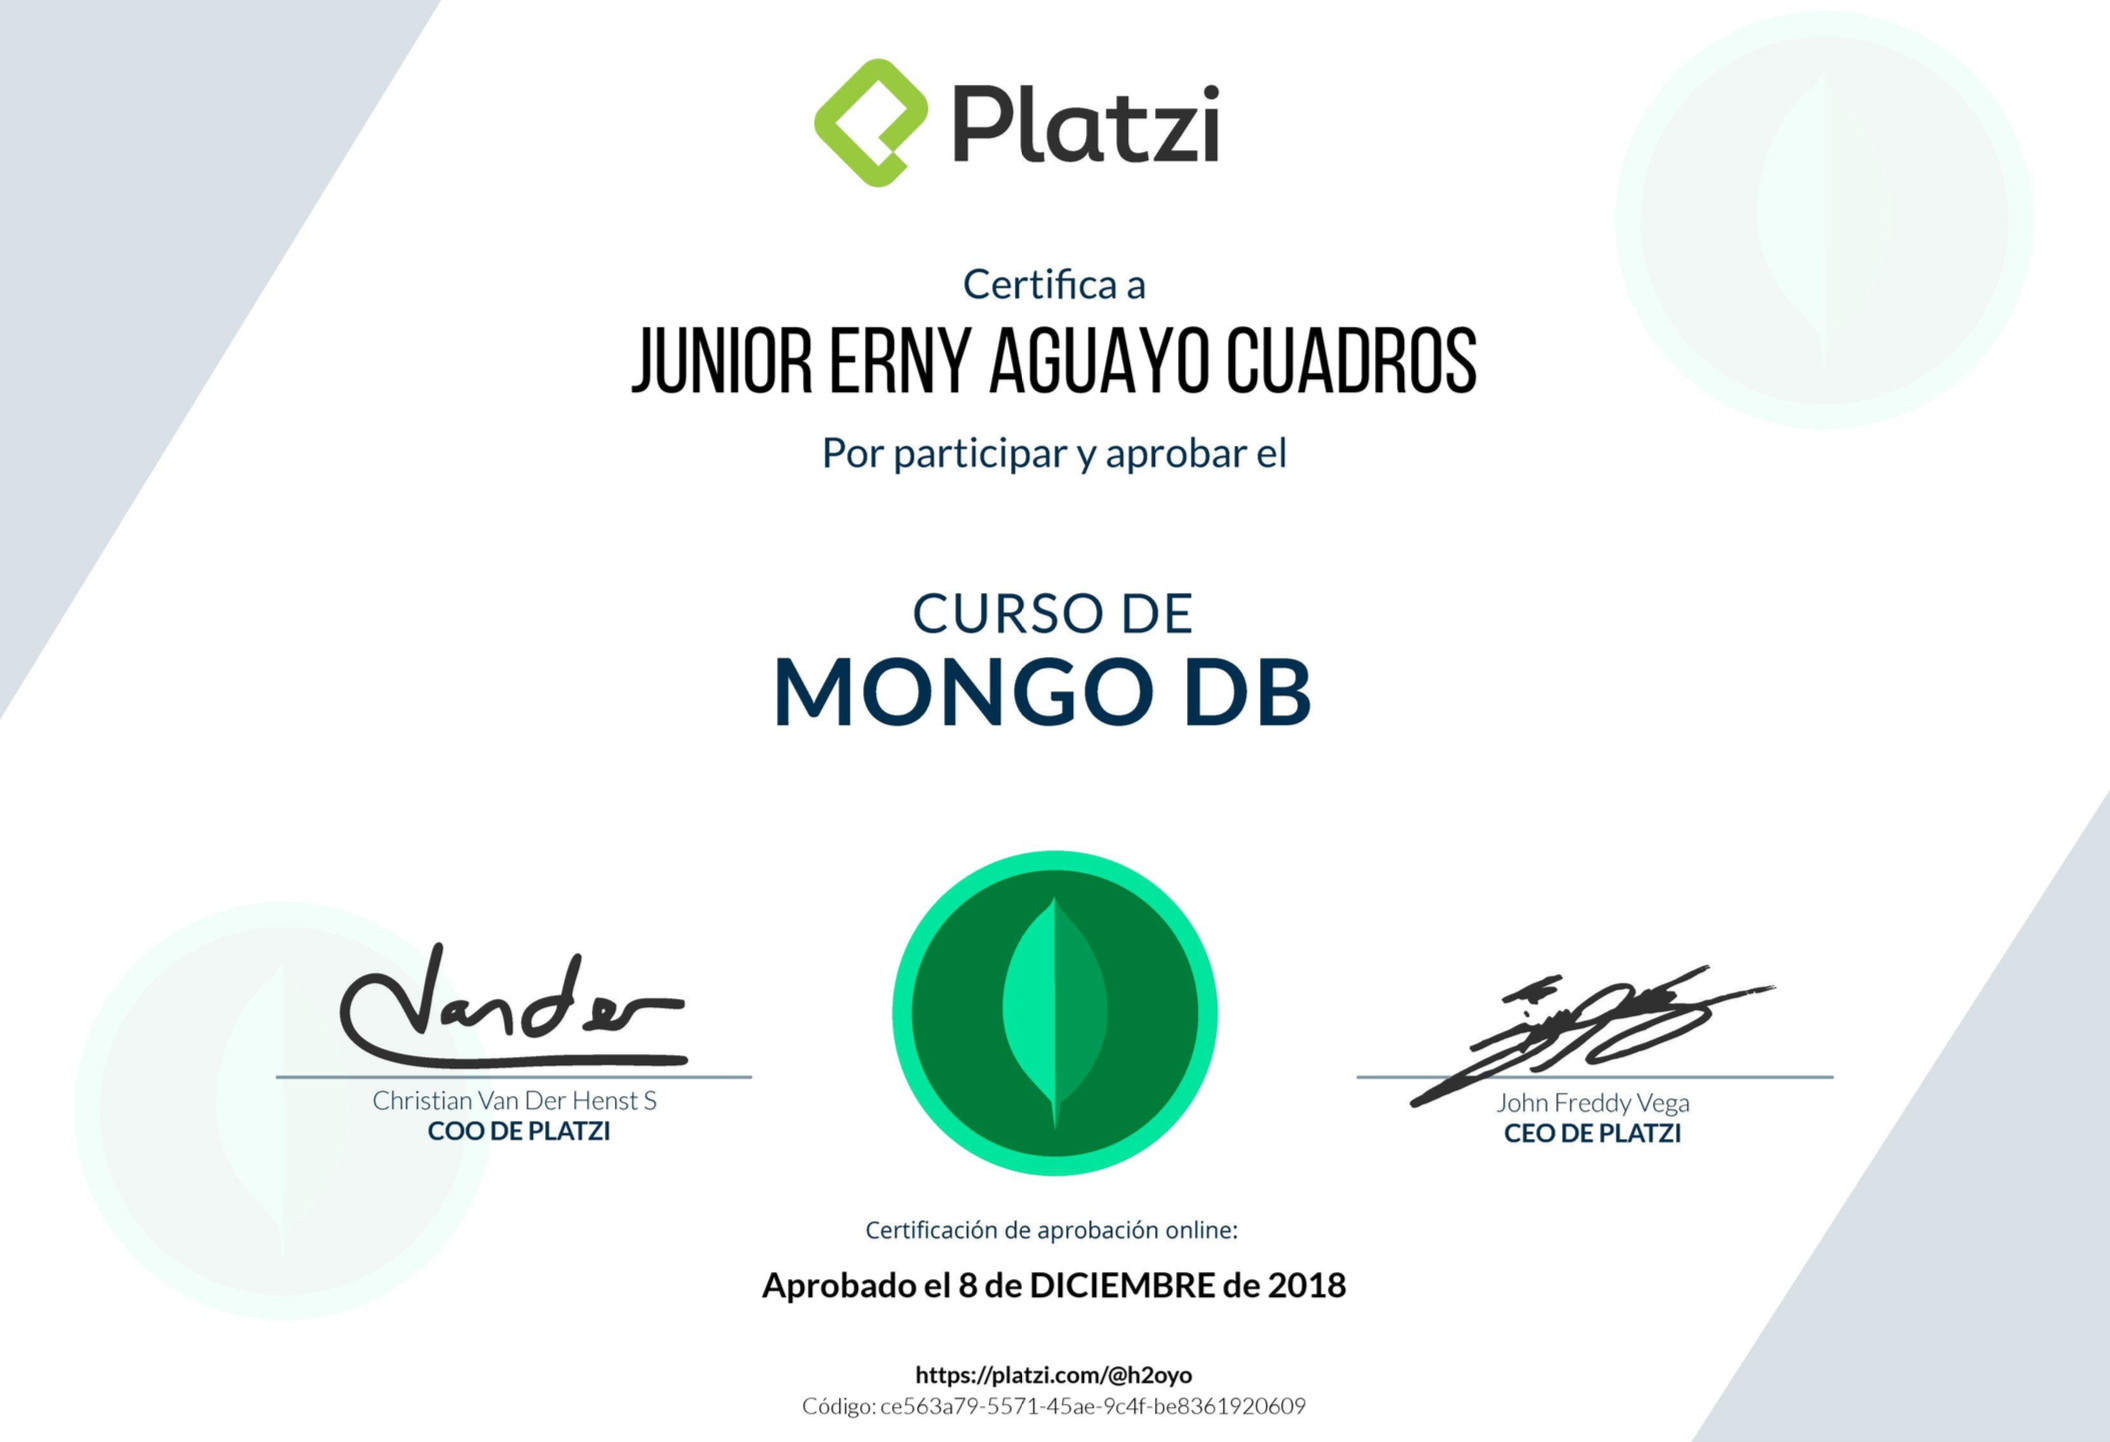 Platzi
Certifica a
JUNIOR ERNY AGUAYO CUADROS
Por participar y aprobar el
CURSO DE
MONGO DB
Vander
Christian Van Der Henst S
COO DE PLATZI
John Freddy Vega
CEO DE PLATZI
Certificación de aprobación online:
Aprobado el 8 de DICIEMBRE de 2018
https://platzi.com/@h2oyo
Código: ce563a79-5571-45ae-9c4f-be8361920609